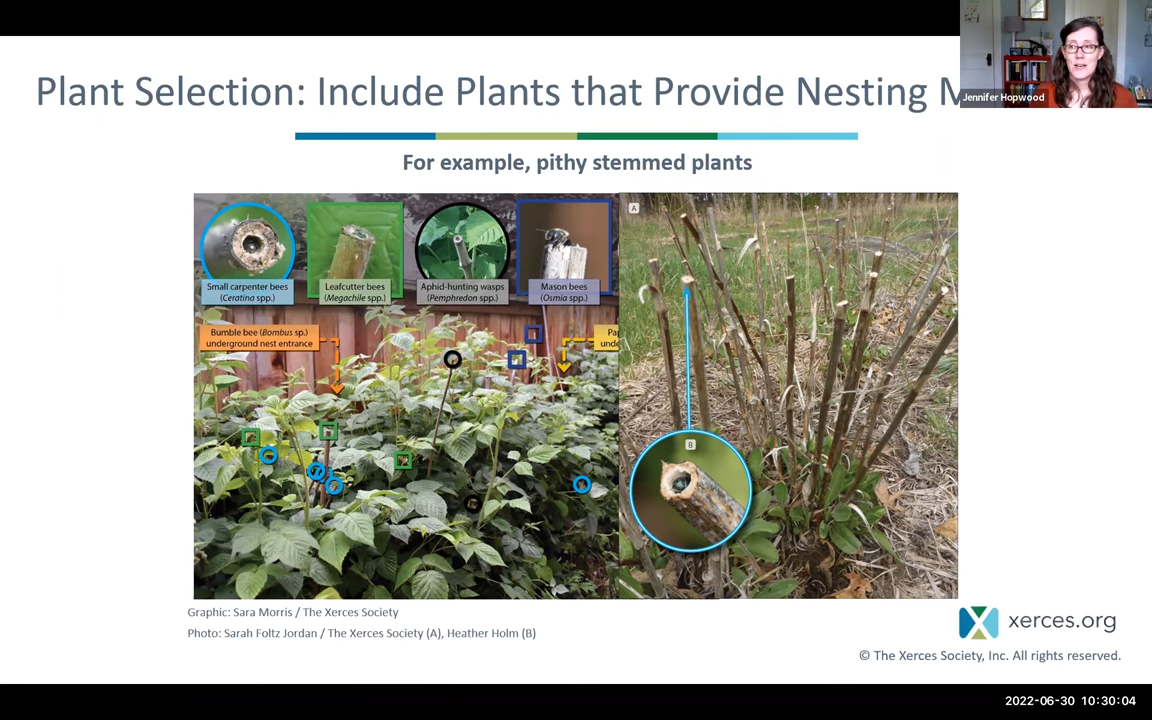 Plant Selection: Include Plants that Provide Nesting
Jennifer Hopwood
For example, pithy stemmed plants
A
Small carpenter bees
(Ceratina spp.)
Leafcutter bees
(Megachile spp.)
Aphid-hunting wasps
(Pemphredon spp.)
Mason bees
(Osmia spp.)
Bumble bee (Bombus sp.)
underground nest entrance
B
Graphic: Sara Morris / The Xerces Society
Photo: Sarah Foltz Jordan / The Xerces Society (A), Heather Holm (B)
xerces.org
© The Xerces Society, Inc. All rights reserved.
2022-06-30 10:30:04